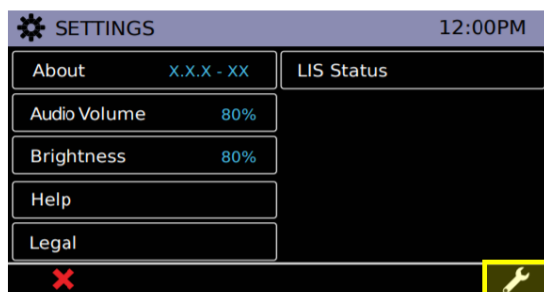 SETTINGS 12:00PM
About X.X.X - XX
LIS Status
Audio Volume 80%
Brightness 80%
Help
Legal